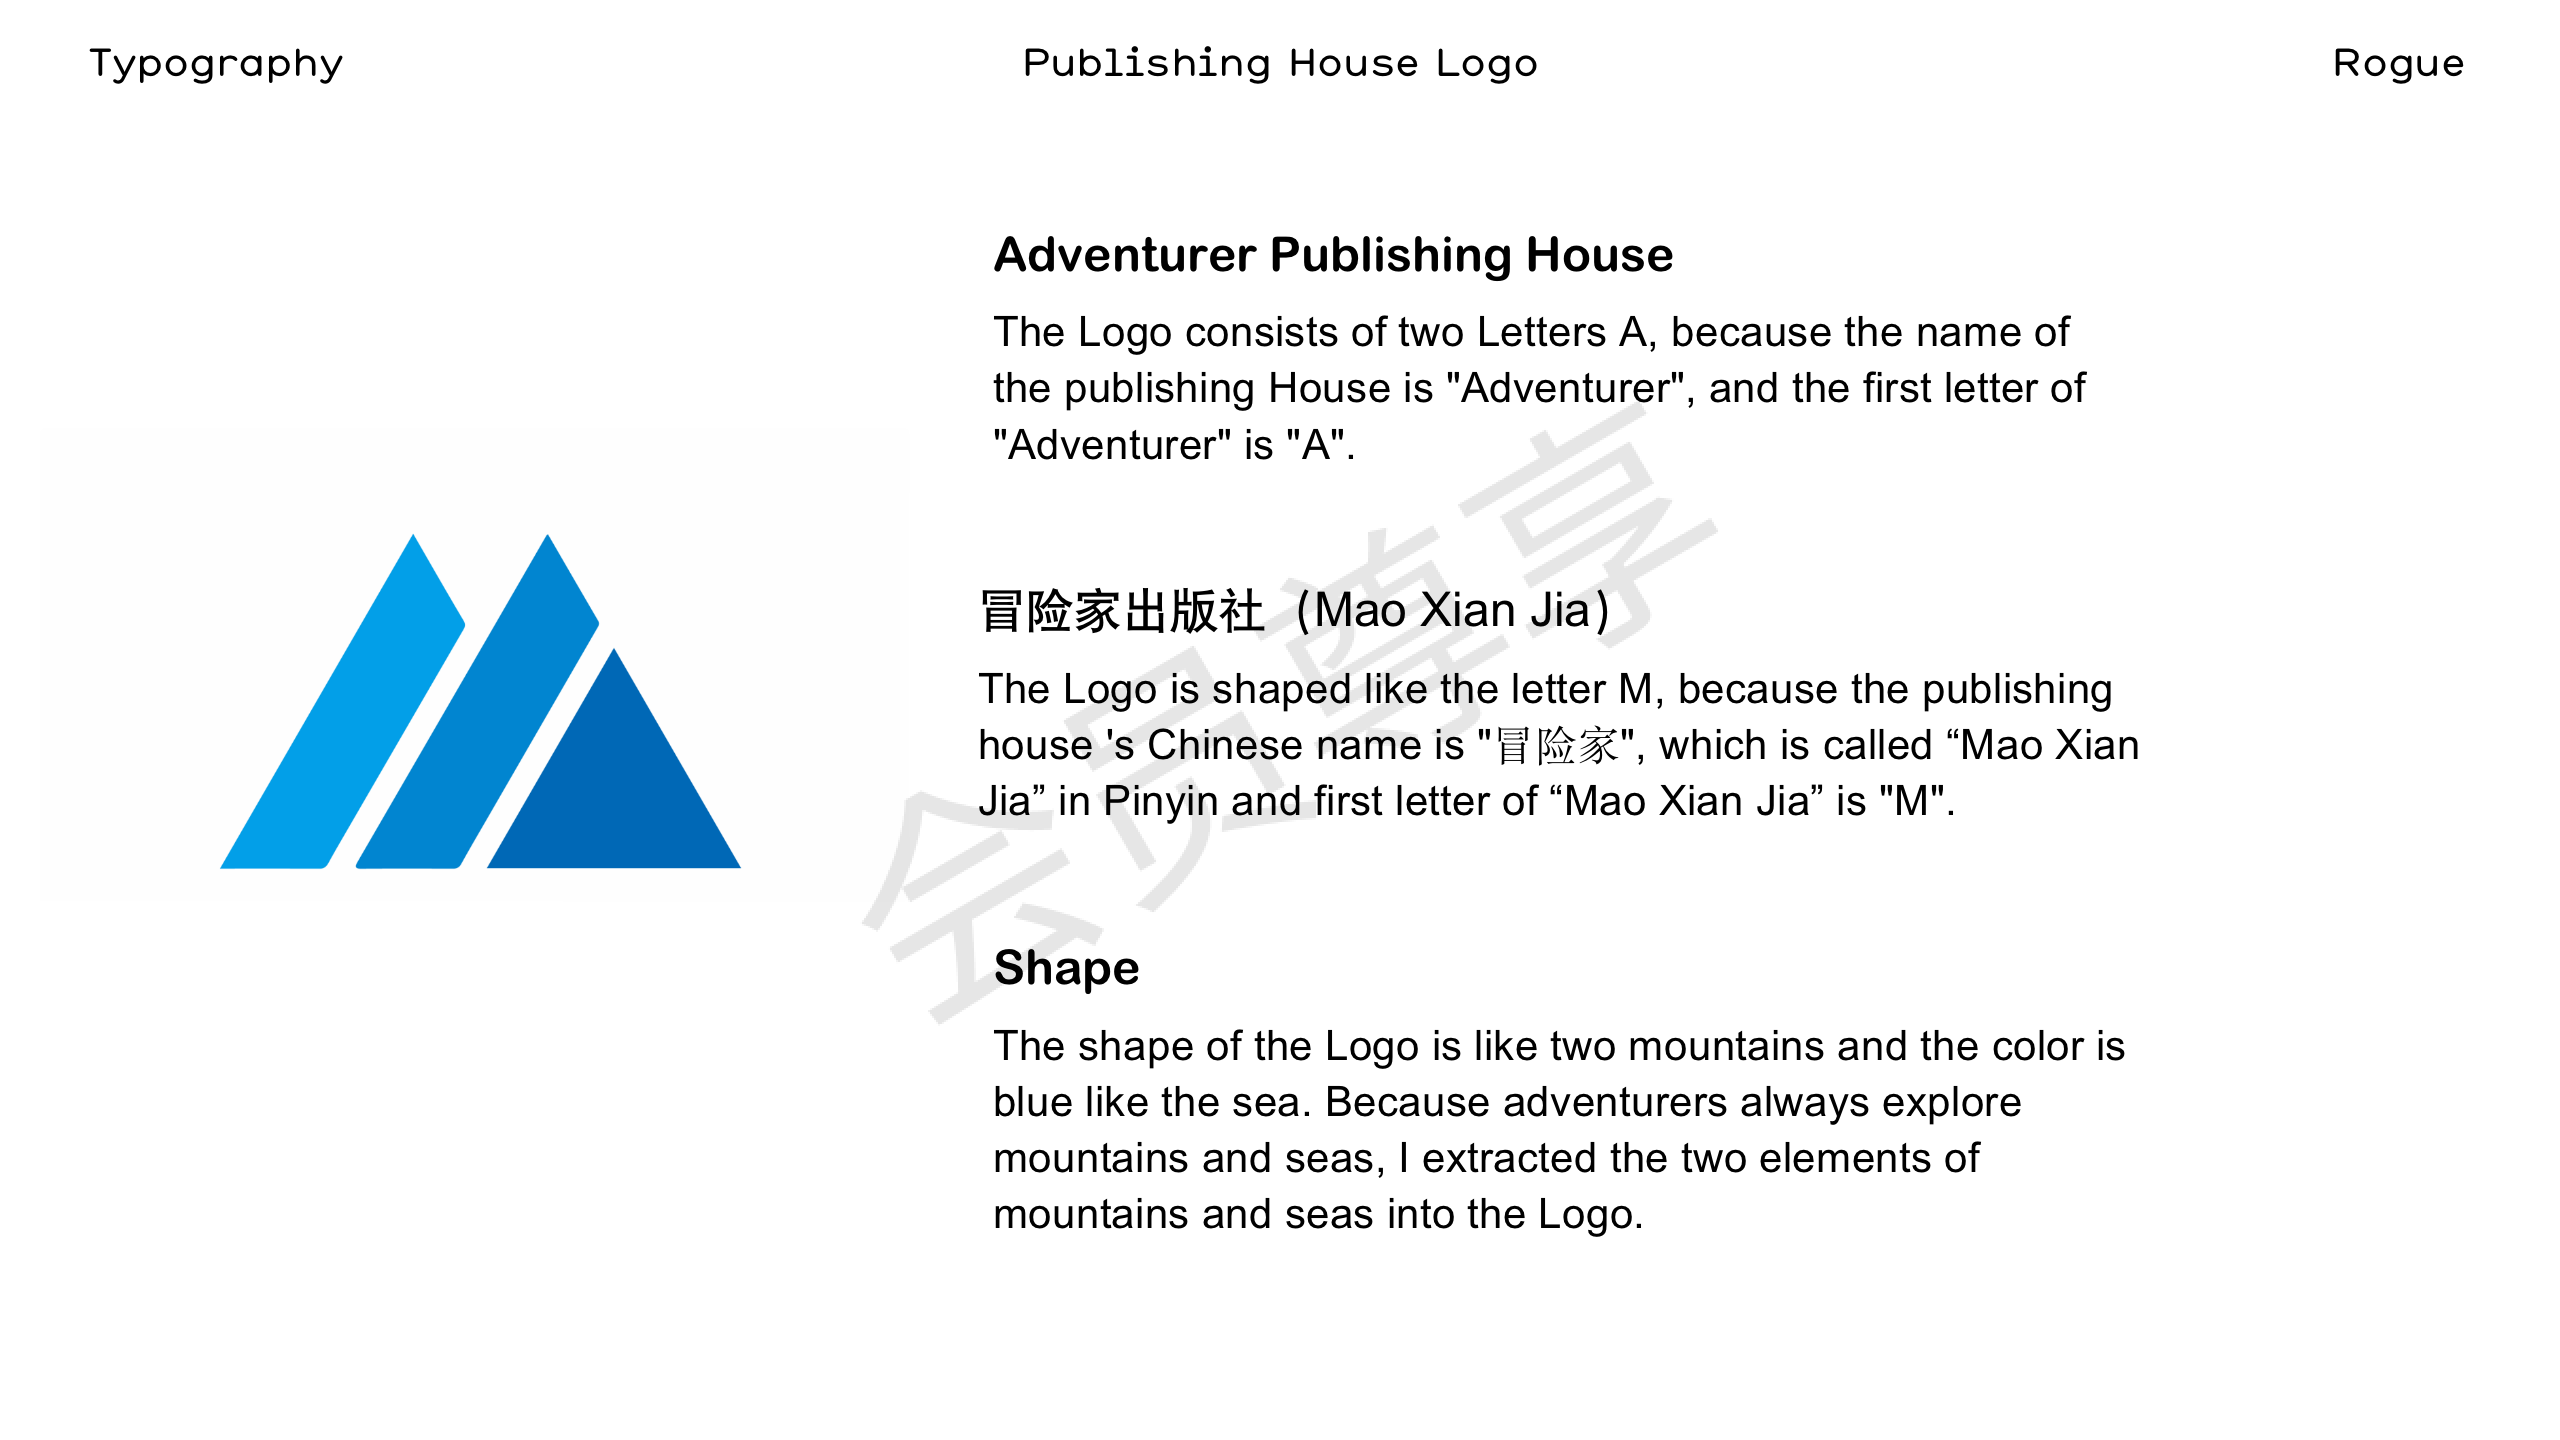 Typography
Publishing House Logo
Rogue
Adventurer Publishing House
The Logo consists of two Letters A, because the name of
the publishing House is "Adventurer", and the first letter of
"Adventurer" is "A".
冒险家出版社（Mao Xian Jia）
The Logo is shaped like the letter M, because the publishing
house 's Chinese name is "冒险家", which is called “Mao Xian
Jia” in Pinyin and first letter of “Mao Xian Jia” is "M".
Shape
The shape of the Logo is like two mountains and the color is
blue like the sea. Because adventurers always explore
mountains and seas, I extracted the two elements of
mountains and seas into the Logo.
会员尊享